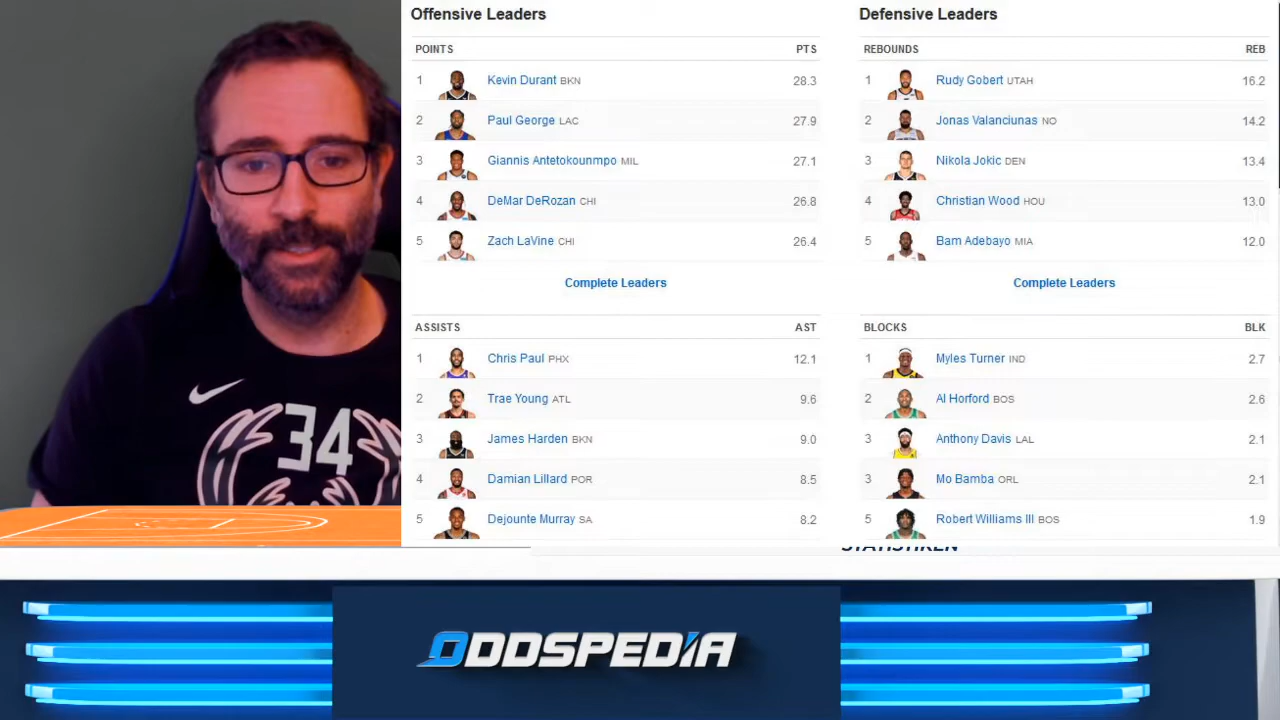 Offensive Leaders
POINTS PTS
1 Kevin Durant BKN 28.3
2 Paul George LAC 27.9
3 Giannis Antetokounmpo MIL 27.1
4 DeMar DeRozan CHI 26.8
5 Zach LaVine CHI 26.4
Complete Leaders
ASSISTS AST
1 Chris Paul PHX 12.1
2 Trae Young ATL 9.6
3 James Harden BKN 9.0
4 Damian Lillard POR 8.5
5 Dejounte Murray SA 8.2
Defensive Leaders
REBOUNDS REB
1 Rudy Gobert UTAH 16.2
2 Jonas Valanciunas NO 14.2
3 Nikola Jokic DEN 13.4
4 Christian Wood HOU 13.0
5 Bam Adebayo MIA 12.0
Complete Leaders
BLOCKS BLK
1 Myles Turner IND 2.7
2 Al Horford BOS 2.6
3 Anthony Davis LAL 2.1
3 Mo Bamba ORL 2.1
5 Robert Williams III BOS 1.9
34
STATISTIKEN
ODDSPEDIA